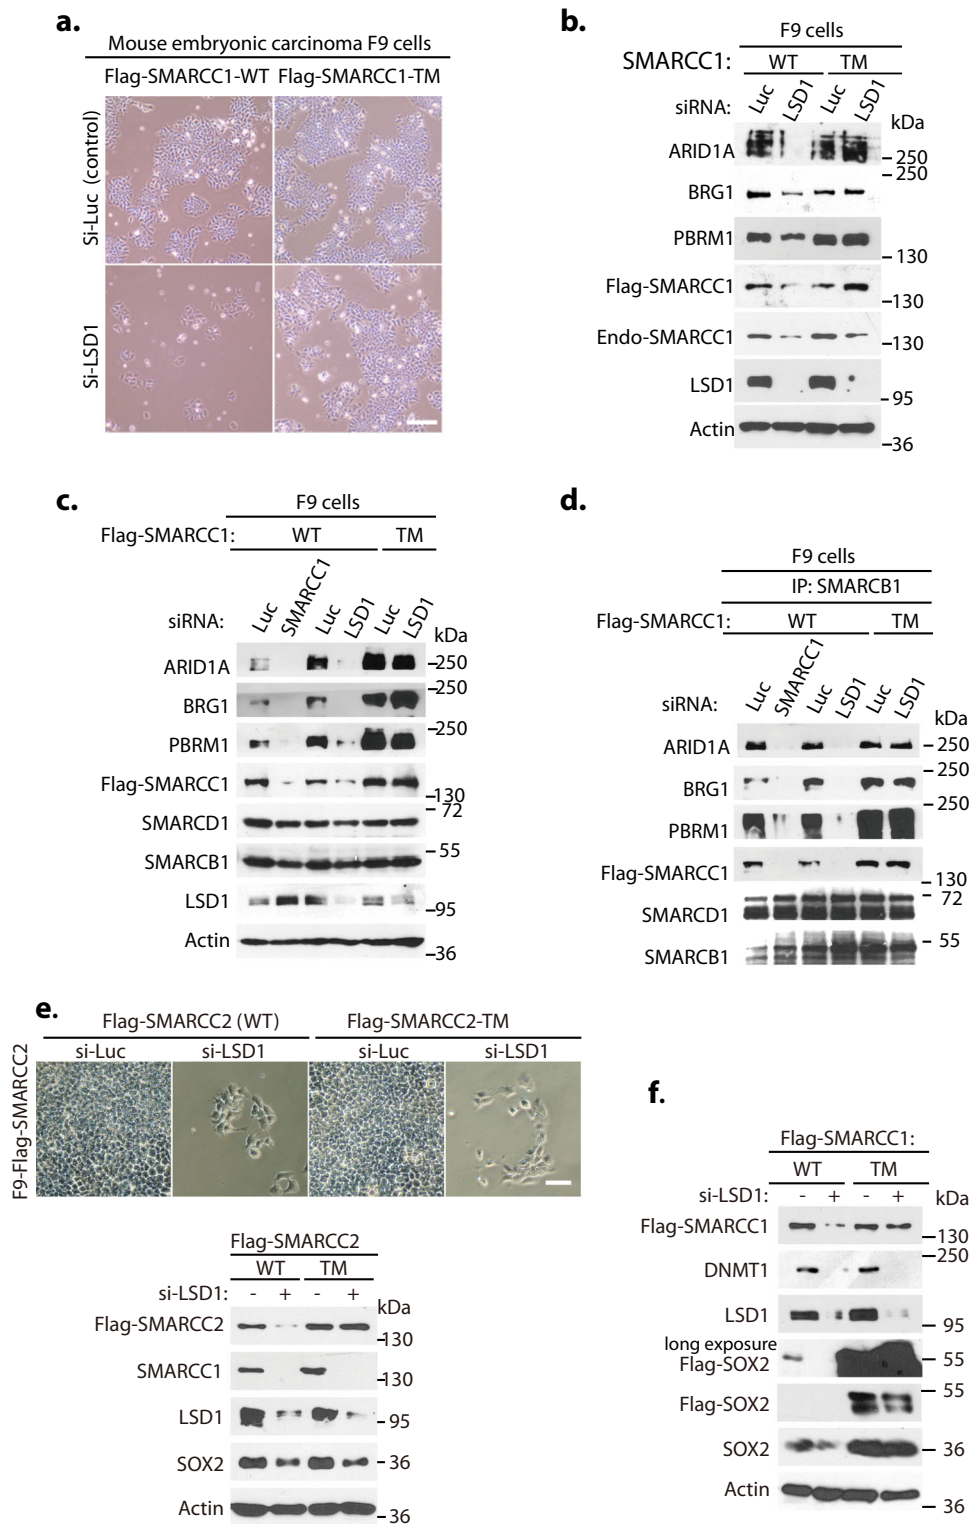 a.
Mouse embryonic carcinoma F9 cells
Flag-SMARCC1-WT Flag-SMARCC1-TM
Si-Luc (control)
Si-LSD1
b.
F9 cells
SMARCC1: WT TM
siRNA: Luc LSD1 Luc LSD1
kDa
ARID1A 250
250
BRG1
PBRM1 130
Flag-SMARCC1 130
Endo-SMARCC1 130
LSD1 95
Actin 36
c.
F9 cells
Flag-SMARCC1: WT TM
siRNA: Luc SMARCC1 Luc LSD1 Luc LSD1
kDa
ARID1A 250
250
BRG1
250
PBRM1
Flag-SMARCC1 130
72
SMARCD1
55
SMARCB1
LSD1 95
Actin 36
d.
F9 cells
IP: SMARCB1
Flag-SMARCC1: WT TM
siRNA: Luc SMARCC1 Luc LSD1 Luc LSD1
kDa
ARID1A 250
250
BRG1
250
PBRM1
Flag-SMARCC1 130
72
SMARCD1
55
SMARCB1
e.
Flag-SMARCC2 (WT) Flag-SMARCC2-TM
si-Luc si-LSD1 si-Luc si-LSD1
F9-Flag-SMARCC2
Flag-SMARCC2
WT TM
si-LSD1: - + - +
kDa
Flag-SMARCC2 130
SMARCC1 130
LSD1 95
SOX2 36
Actin 36
f.
Flag-SMARCC1:
WT TM
si-LSD1: - + - + kDa
Flag-SMARCC1 130
250
DNMT1
LSD1 95
long exposure
Flag-SOX2 55
55
Flag-SOX2
SOX2 36
Actin 36